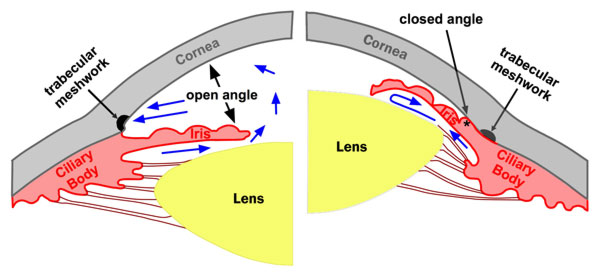 trabecular
meshwork
Cornea
open angle
Iris
Ciliary
Body
Lens
closed angle
Cornea
trabecular
meshwork
Iris
*
Lens
Ciliary
Body